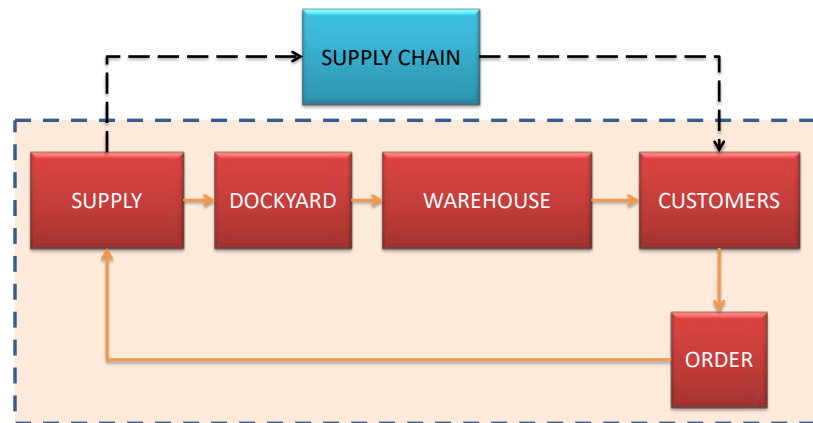 SUPPLY CHAIN
SUPPLY
DOCKYARD
WAREHOUSE
CUSTOMERS
ORDER